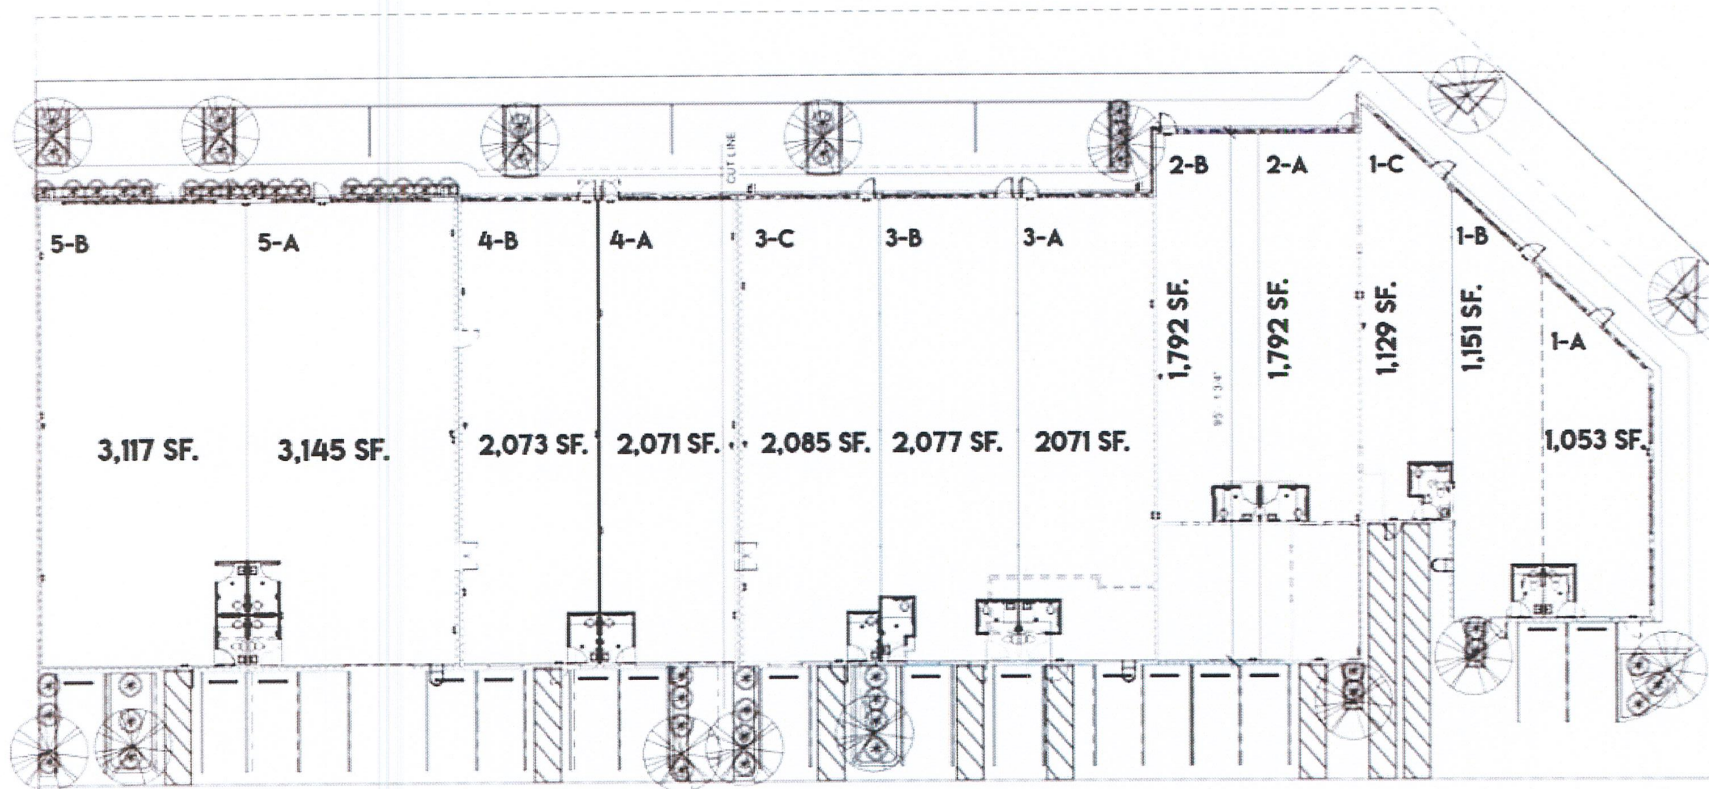 CUT LINE
2-B
2-A
1-C
5-B
5-A
4-B
4-A
3-C
3-B
3-A
1-B
1,792 SF.
1,792 SF.
1,129 SF.
1,151 SF.
1-A
3,117 SF.
3,145 SF.
2,073 SF.
2,071 SF.
2,085 SF.
2,077 SF.
2071 SF.
1,053 SF.